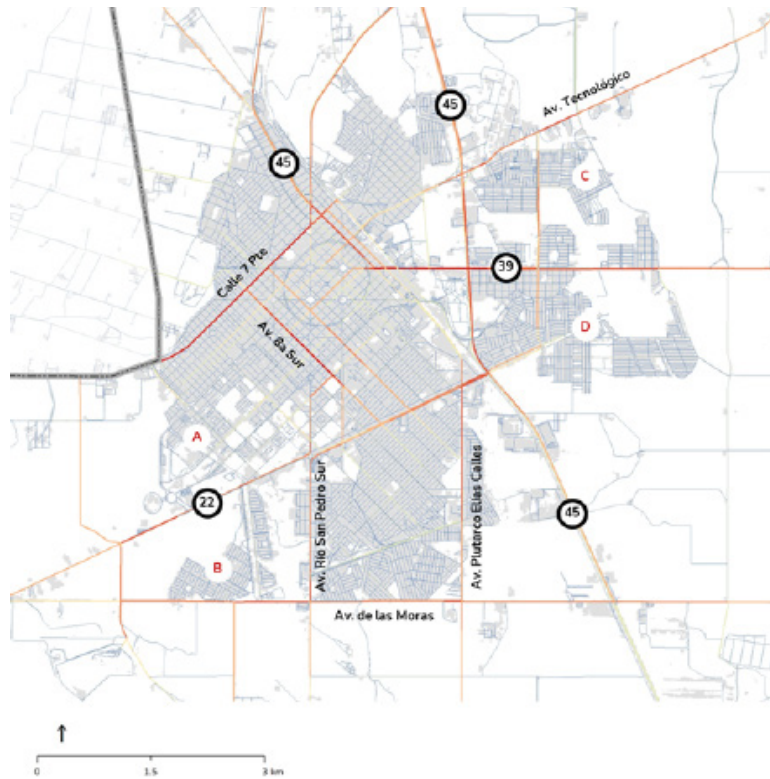 45
Av. Tecnológico
45
C
Calle 7 Pte
39
Av. 8a Sur
D
A
22
Av. Río San Pedro Sur
Av. Plutarco Elías Calles
45
B
Av. de las Moras
0
1.5
3 km